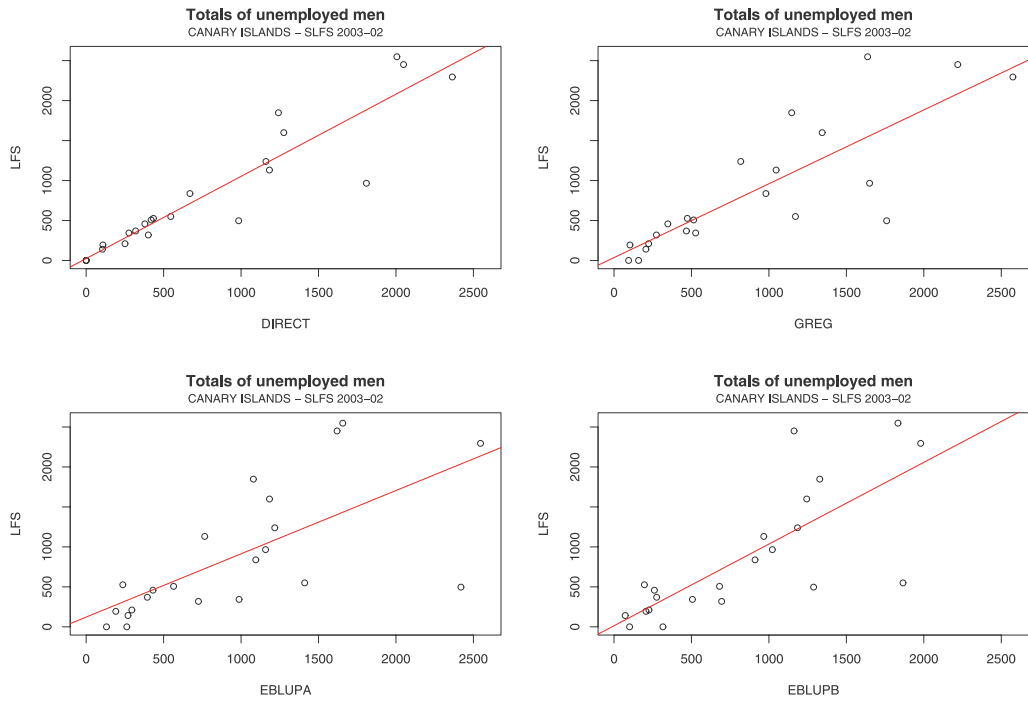 Totals of unemployed men
CANARY ISLANDS – SLFS 2003–02
LFS
0 500 1000 2000
0 500 1000 1500 2000 2500
DIRECT
Totals of unemployed men
CANARY ISLANDS – SLFS 2003–02
LFS
0 500 1000 2000
0 500 1000 1500 2000 2500
GREG
Totals of unemployed men
CANARY ISLANDS – SLFS 2003–02
LFS
0 500 1000 2000
0 500 1000 1500 2000 2500
EBLUPA
Totals of unemployed men
CANARY ISLANDS – SLFS 2003–02
LFS
0 500 1000 2000
0 500 1000 1500 2000 2500
EBLUPB